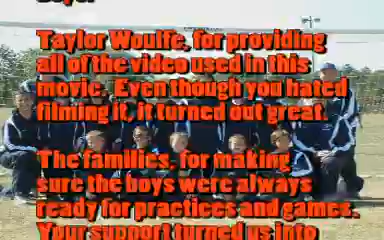 Taylor Woulfe, for providing
all of the video used in this
movie. Even though you hated
filming it, it turned out great.
The families, for making
sure the boys were always
ready for practices and games.
Your support turned us into